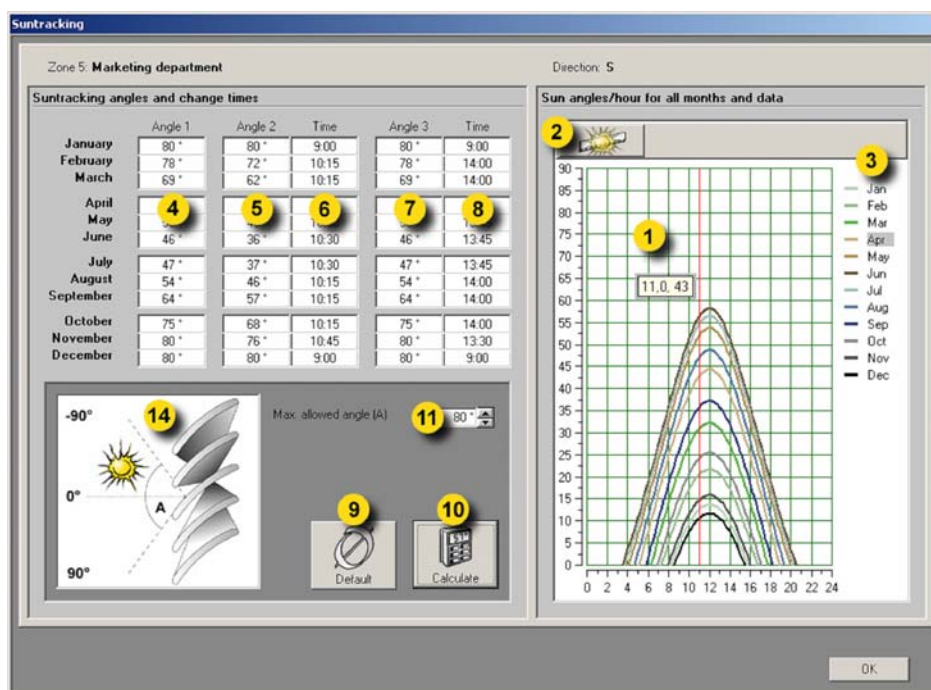 Suntracking
Zone 5: Marketing department
Direction: S
Suntracking angles and change times
Angle 1 Angle 2 Time Angle 3 Time
January 80 ° 80 ° 9:00 80 ° 9:00
February 78 ° 72 ° 10:15 78 ° 14:00
March 69 ° 62 ° 10:15 69 ° 14:00
April
May
June 46 ° 36 ° 10:30 46 ° 13:45
4 5 6 7 8
July 47 ° 37 ° 10:30 47 ° 13:45
August 54 ° 46 ° 10:15 54 ° 14:00
September 64 ° 57 ° 10:15 64 ° 14:00
October 75 ° 68 ° 10:15 75 ° 14:00
November 80 ° 76 ° 10:45 80 ° 13:30
December 80 ° 80 ° 9:00 80 ° 9:00
-90°
0°
90°
A
14
Max. allowed angle (A) 11 80 °
9
Default
10
Calculate
Sun angles/hour for all months and data
2
3
1
11,0, 43
90
85
80
75
70
65
60
55
50
45
40
35
30
25
20
15
10
5
0
0 2 4 6 8 10 12 14 16 18 20 22 24
Jan
Feb
Mar
Apr
May
Jun
Jul
Aug
Sep
Oct
Nov
Dec
OK